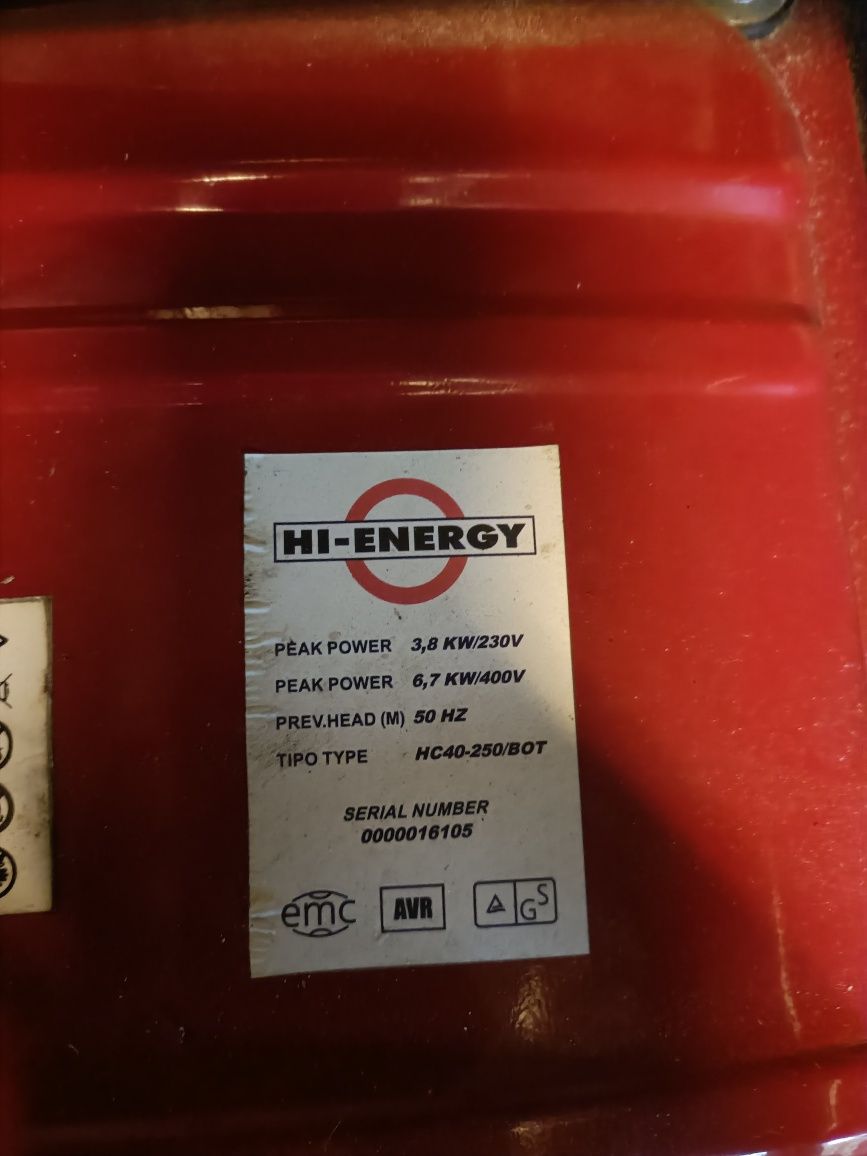 HI-ENERGY
PEAK POWER 3,8 KW/230V
PEAK POWER 6,7 KW/400V
PREV.HEAD (M) 50 HZ
TIPO TYPE HC40-250/BOT
SERIAL NUMBER
0000016105
emc AVR GS